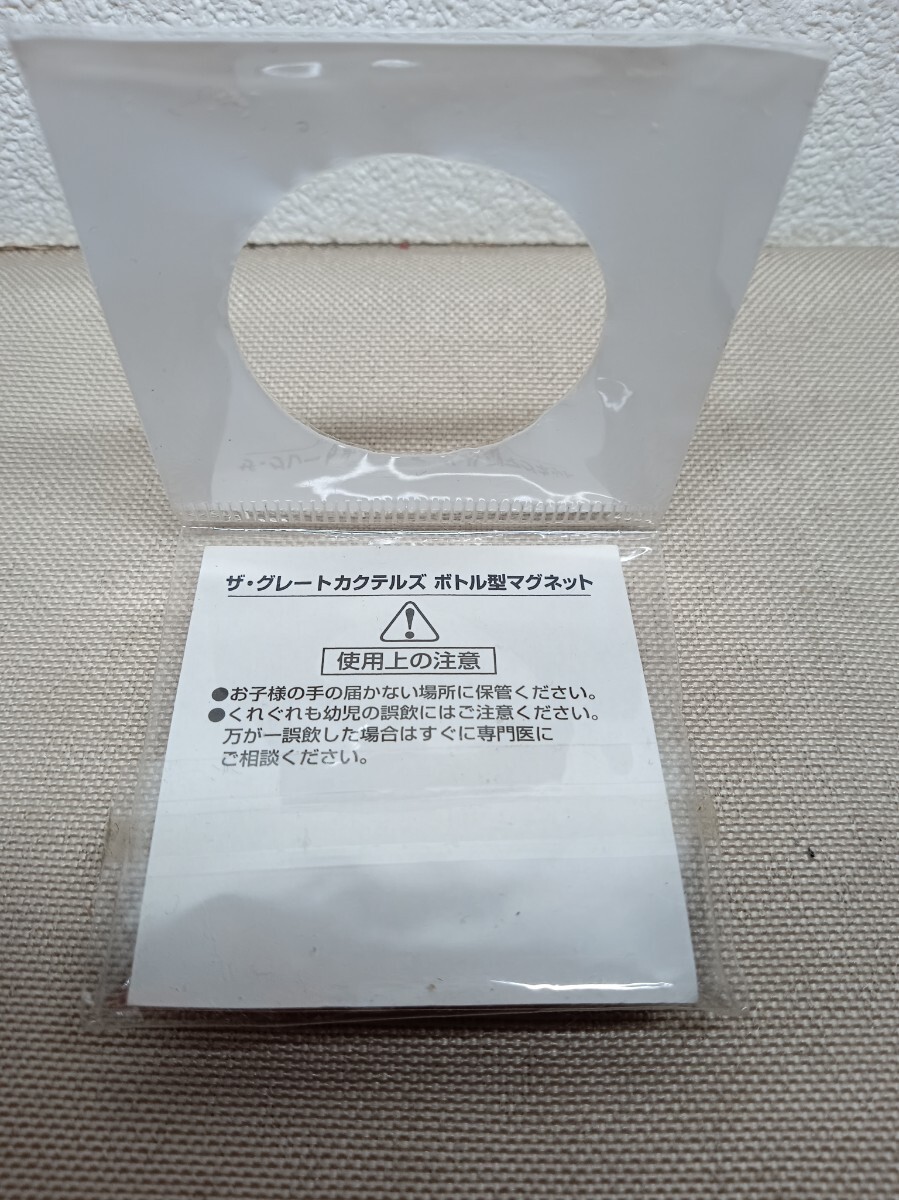 ザ・グレートカクテルズ ボトル型マグネット
使用上の注意
●お子様の手の届かない場所に保管ください。
●くれぐれも幼児の誤飲にはご注意ください。
万が一誤飲した場合はすぐに専門医に
ご相談ください。